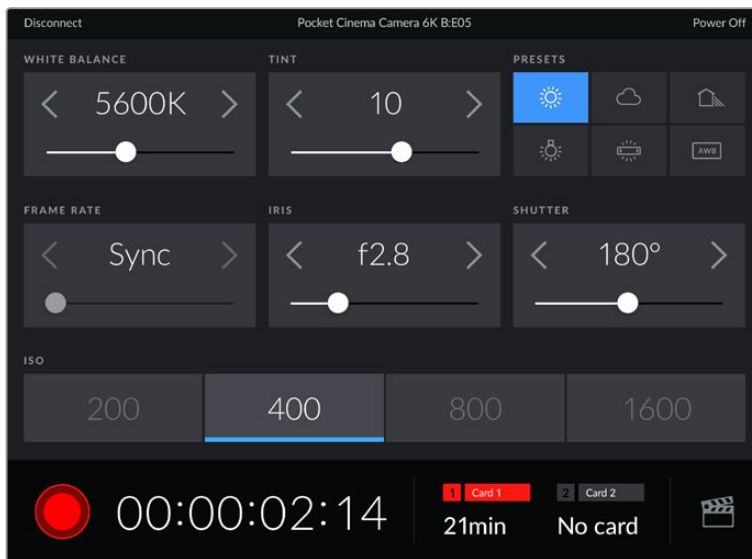 Disconnect Pocket Cinema Camera 6K B:E05 Power Off
WHITE BALANCE TINT PRESETS
5600K 10
AWB
FRAME RATE IRIS SHUTTER
Sync f2.8 180°
ISO
200 400 800 1600
1 Card 1 2 Card 2
00:00:02:14 21min No card